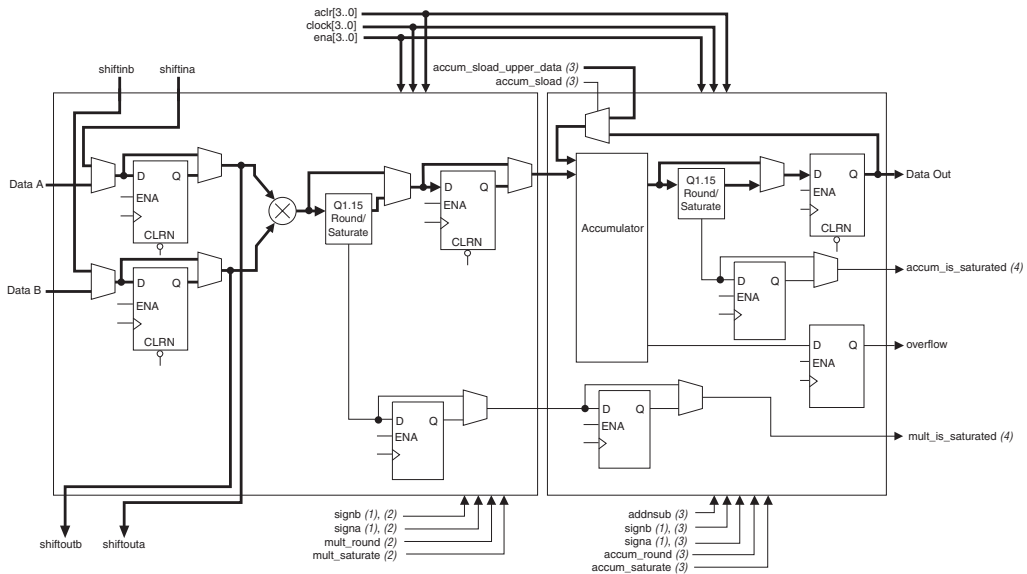 aclr[3..0]
clock[3..0]
ena[3..0]
shiftinb
shiftina
accum_sload_upper_data (3)
accum_sload (3)
Data A
D Q
ENA
CLRN
Q1.15
Round/
Saturate
D Q
ENA
CLRN
Accumulator
Q1.15
Round/
Saturate
D Q
ENA
CLRN
Data Out
Data B
D Q
ENA
CLRN
D Q
ENA
accum_is_saturated (4)
D Q
ENA
overflow
D Q
ENA
D Q
ENA
mult_is_saturated (4)
shiftoutb
shiftouta
signb (1), (2)
signa (1), (2)
mult_round (2)
mult_saturate (2)
addnsub (3)
signb (1), (3)
signa (1), (3)
accum_round (3)
accum_saturate (3)